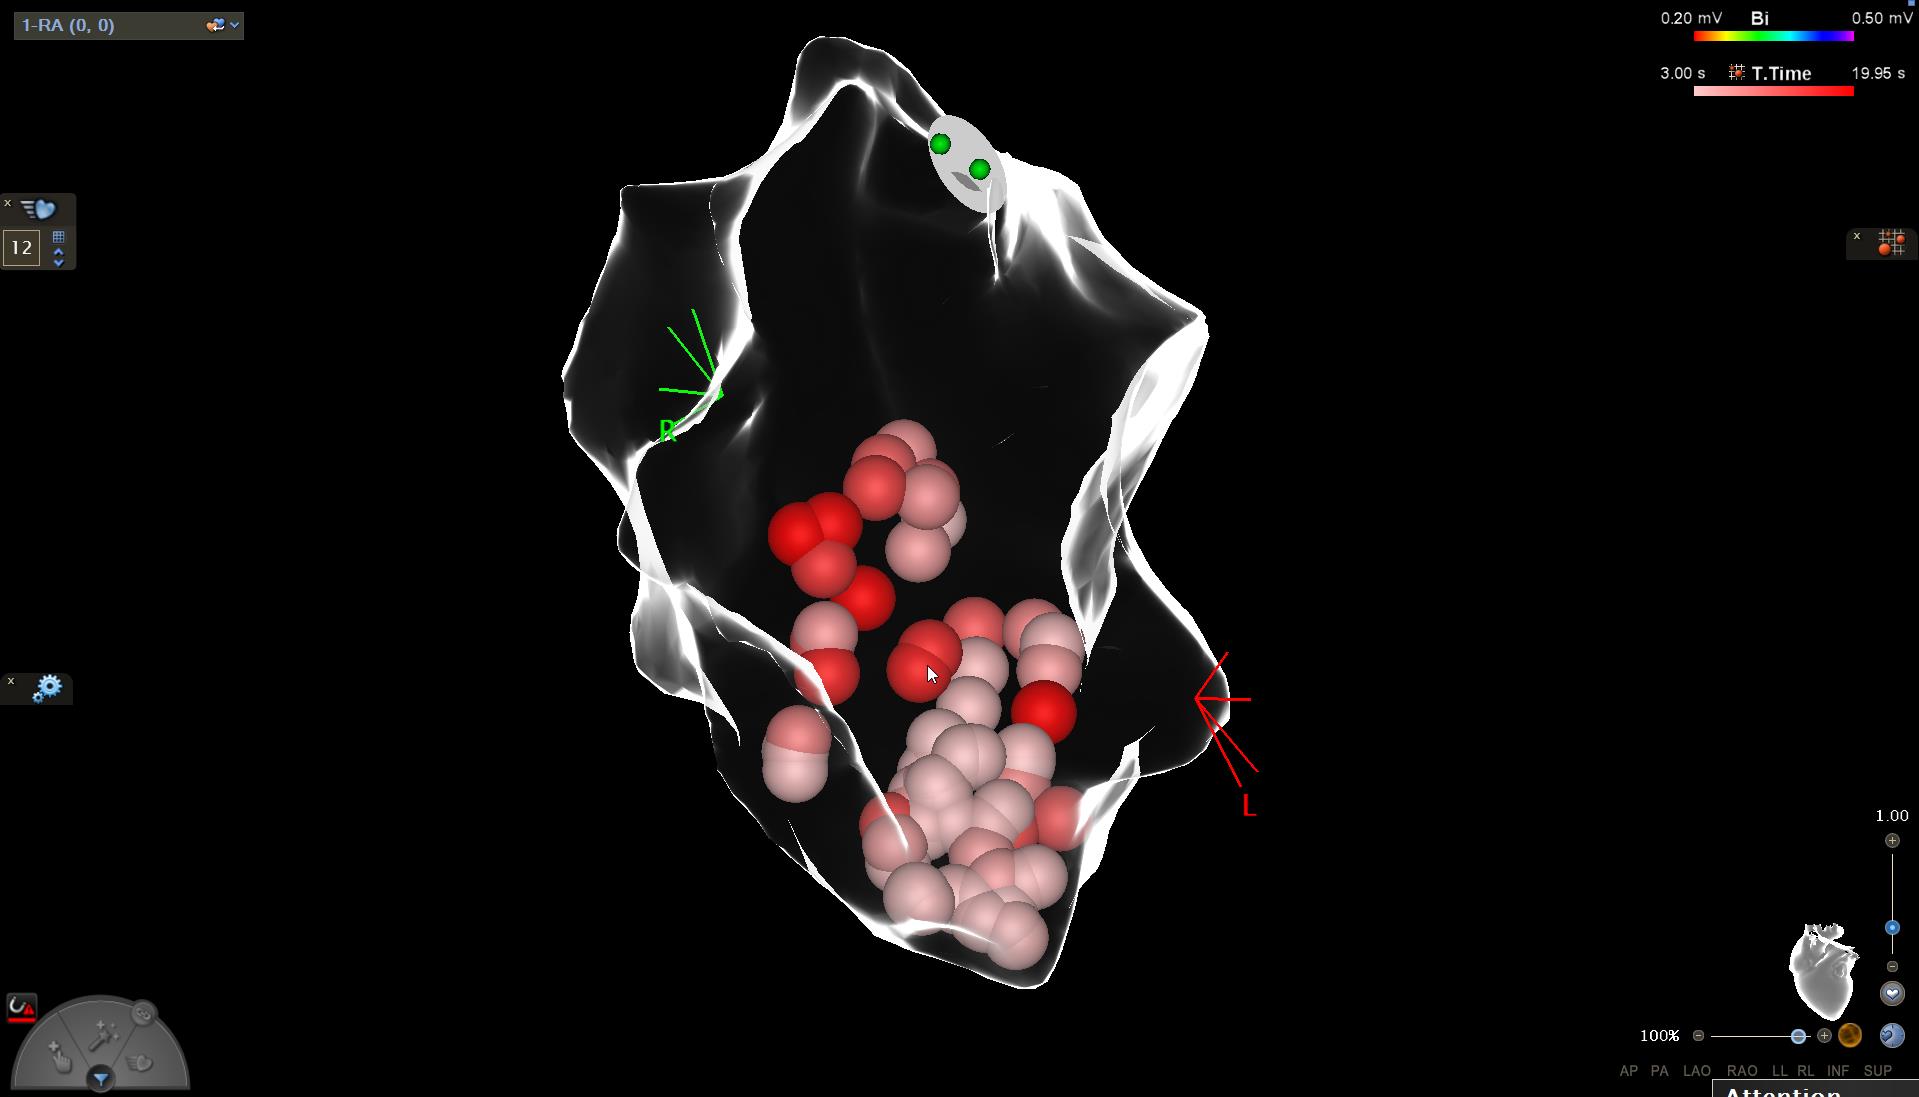 1-RA (0, 0)
0.20 mV Bi 0.50 mV
3.00 s T.Time 19.95 s
x
12
x
x
R
L
1.00
100%
AP PA LAO RAO LL RL INF SUP
Attention